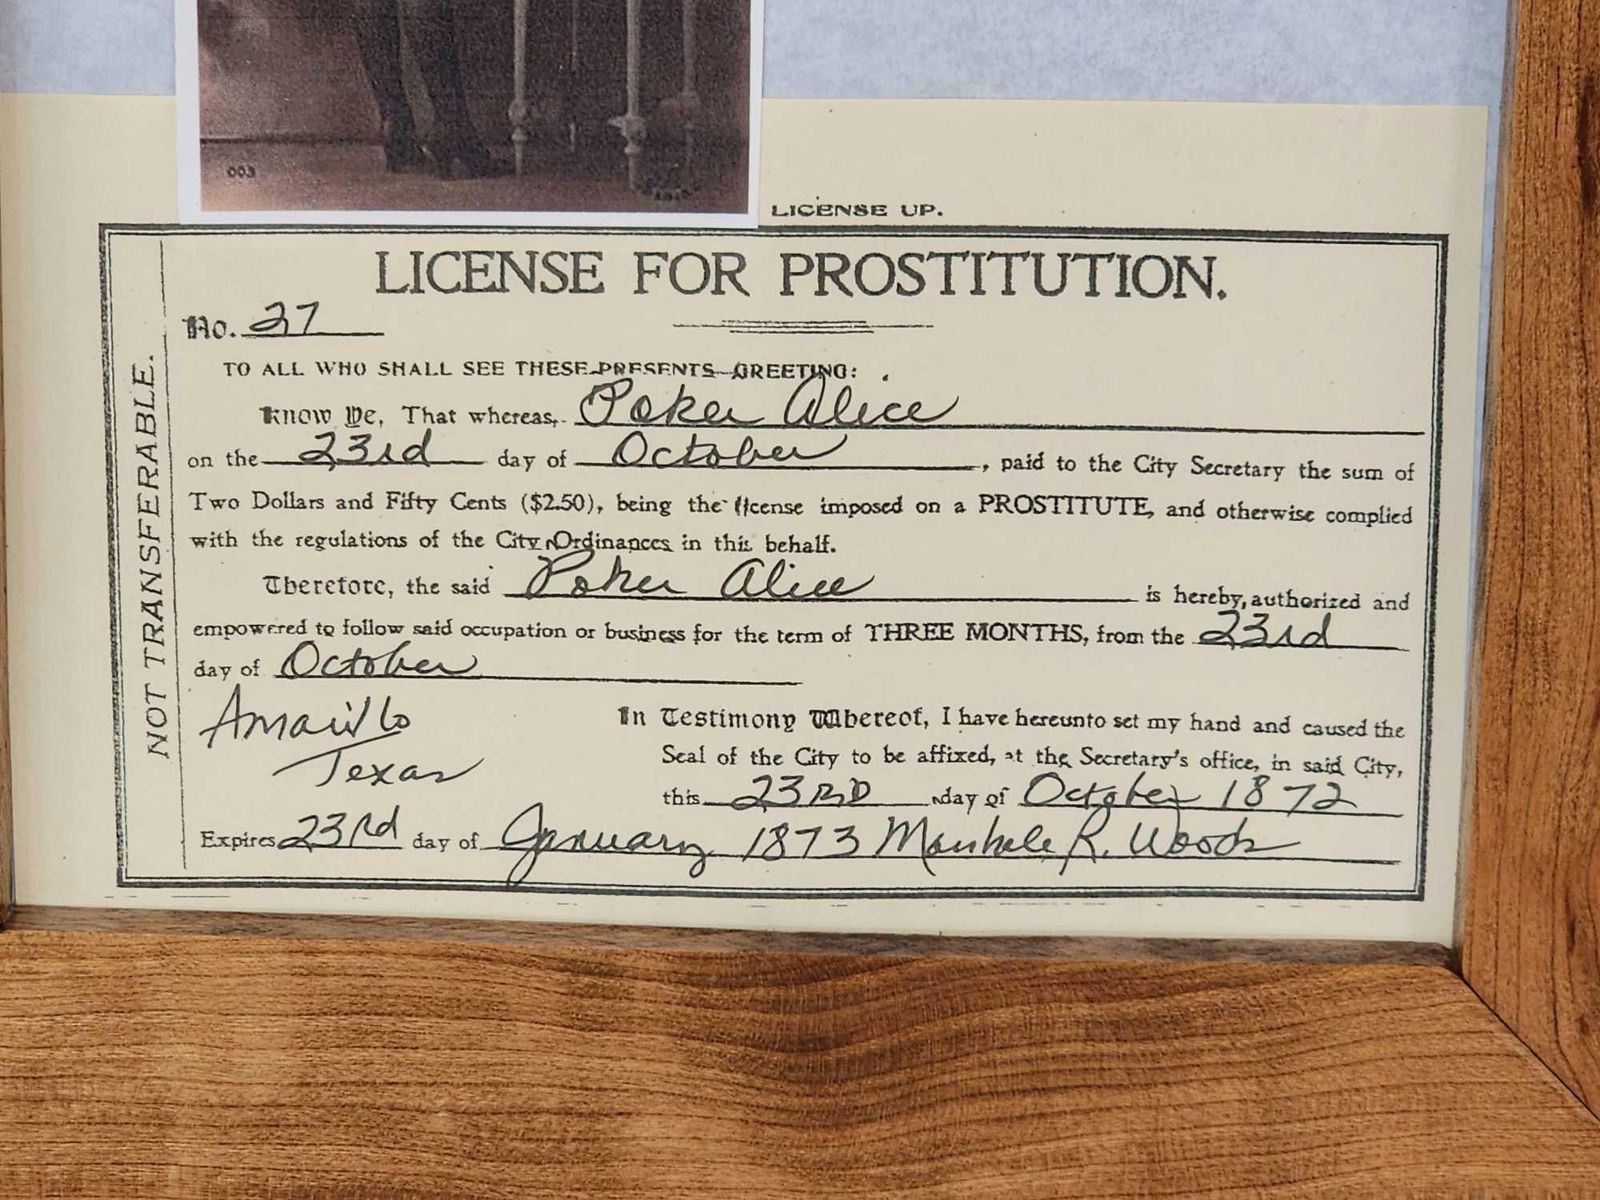 003
LICENSE UP.
LICENSE FOR PROSTITUTION.
No. 27
TO ALL WHO SHALL SEE THESE PRESENTS—GREETING:
Know Ye, That whereas, Poker Alice
on the 23rd day of October, paid to the City Secretary the sum of
Two Dollars and Fifty Cents ($2.50), being the license imposed on a PROSTITUTE, and otherwise complied
with the regulations of the City Ordinances in this behalf.
Therefore, the said Poker Alice is hereby authorized and
empowered to follow said occupation or business for the term of THREE MONTHS, from the 23rd
day of October
Amarillo
Texas
In Testimony Whereof, I have hereunto set my hand and caused the
Seal of the City to be affixed, at the Secretary's office, in said City,
this 23RD day of October 1872
Expires 23rd day of January 1873 R. Woods
NOT TRANSFERABLE.